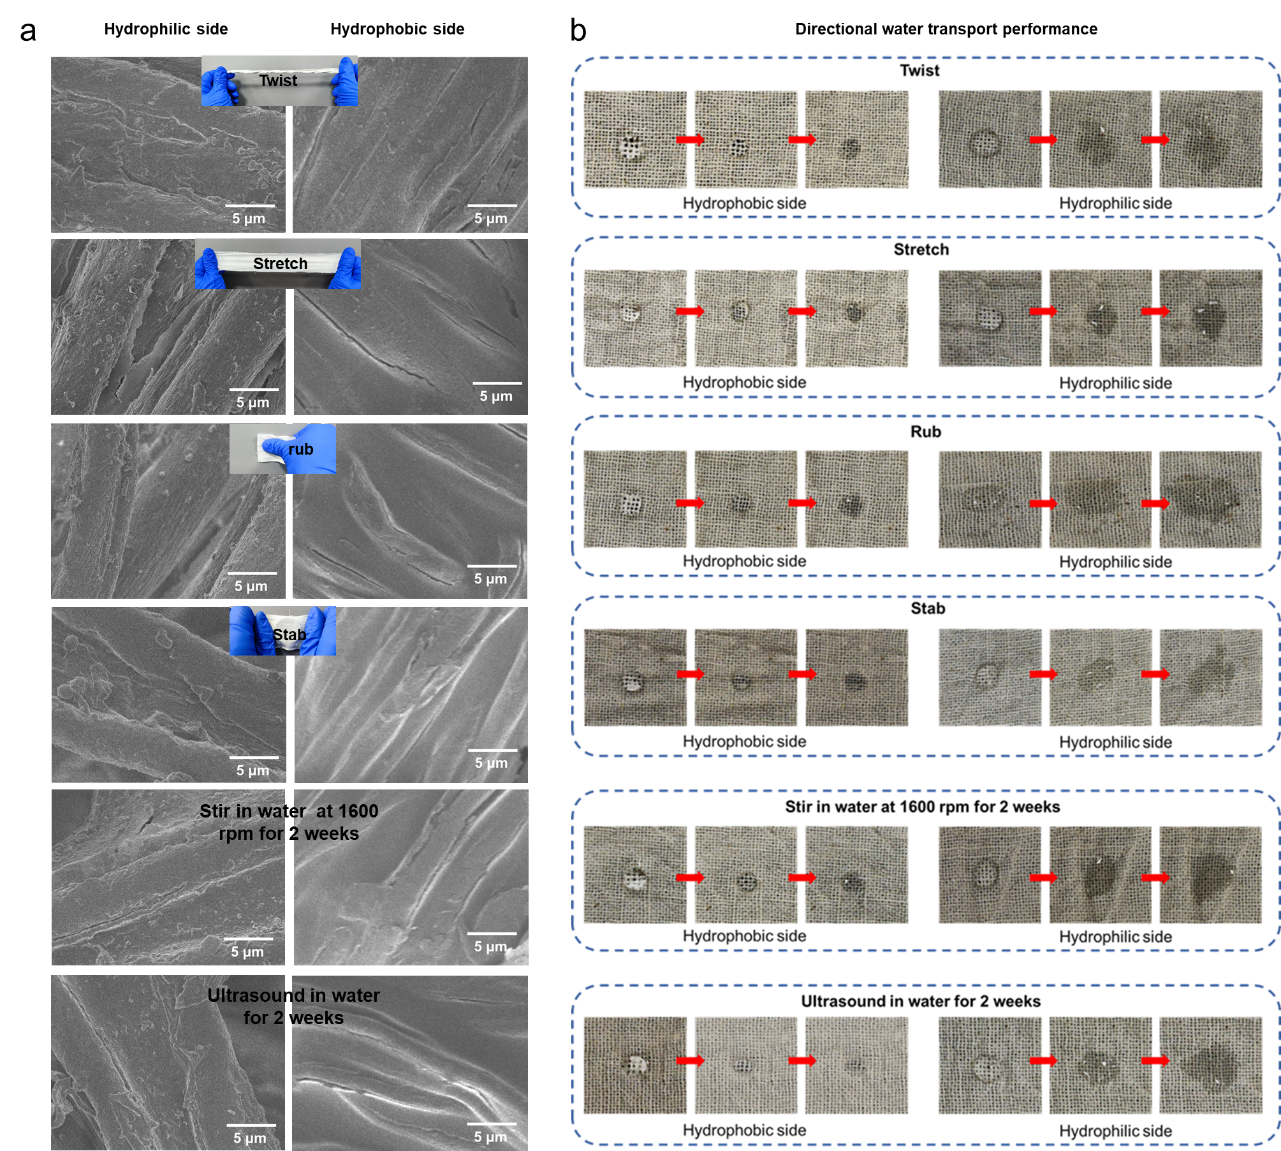 a
Hydrophilic side
Hydrophobic side
Twist
5 µm
5 µm
Stretch
5 µm
5 µm
rub
5 µm
5 µm
Stab
5 µm
5 µm
Stir in water at 1600
rpm for 2 weeks
5 µm
5 µm
Ultrasound in water
for 2 weeks
5 µm
5 µm
b
Directional water transport performance
Twist
Hydrophobic side
Hydrophilic side
Stretch
Hydrophobic side
Hydrophilic side
Rub
Hydrophobic side
Hydrophilic side
Stab
Hydrophobic side
Hydrophilic side
Stir in water at 1600 rpm for 2 weeks
Hydrophobic side
Hydrophilic side
Ultrasound in water for 2 weeks
Hydrophobic side
Hydrophilic side